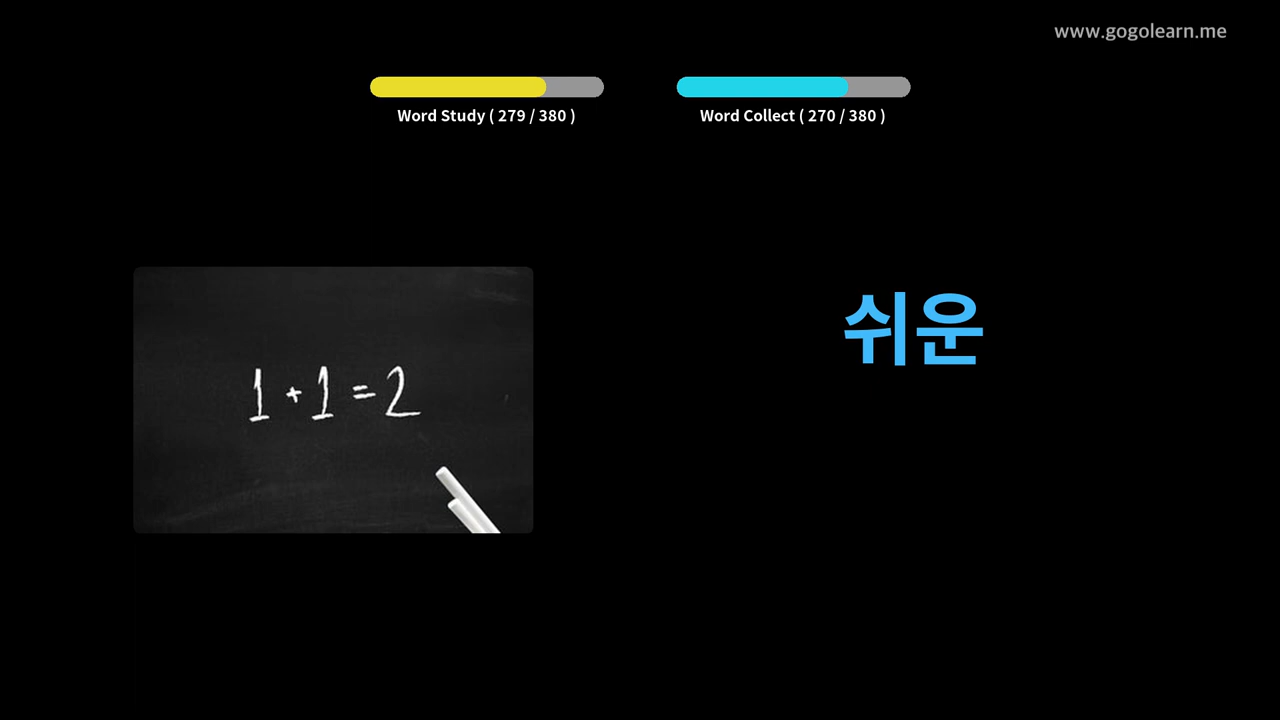 www.gogolearn.me
Word Study ( 279 / 380 )
Word Collect ( 270 / 380 )
쉬운
1 + 1 = 2